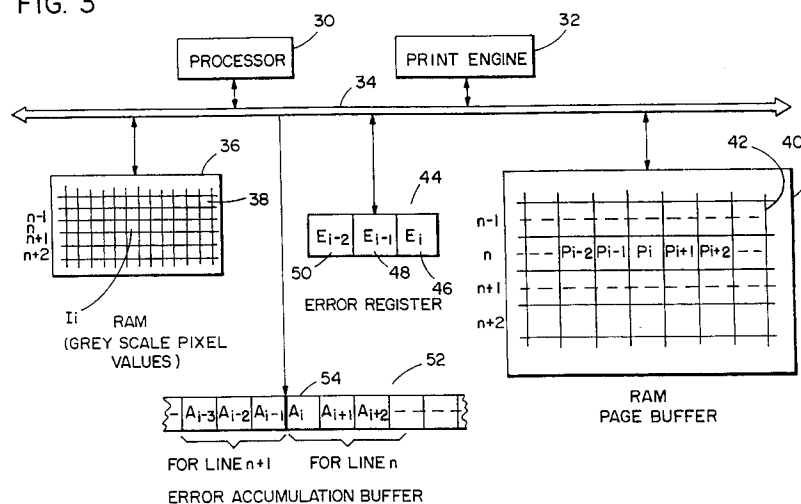 FIG. 3
30
PROCESSOR
32
PRINT ENGINE
34
36
38
n-1
n
n+1
n+2
Ii
RAM
(GREY SCALE PIXEL
VALUES)
44
Ei-2 Ei-1 Ei
50 48 46
ERROR REGISTER
42 40
n-1
n Pi-2 Pi-1 Pi Pi+1 Pi+2
n+1
n+2
RAM
PAGE BUFFER
54 52
Ai-3 Ai-2 Ai-1 Ai Ai+1 Ai+2
FOR LINE n+1 FOR LINE n
ERROR ACCUMULATION BUFFER